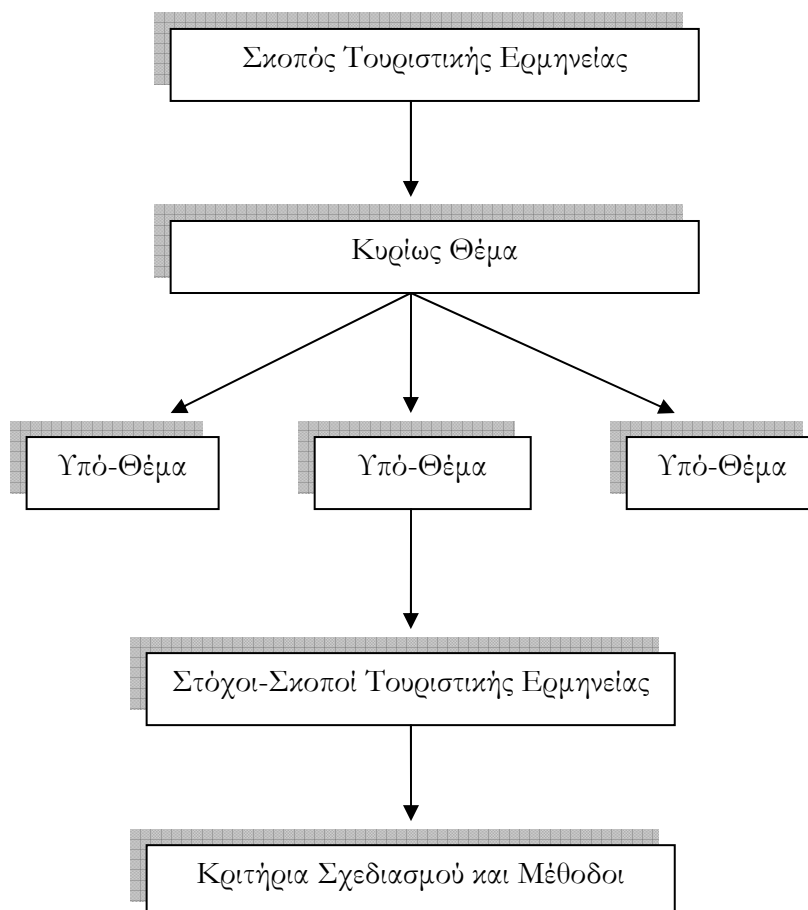 Σκοπός Τουριστικής Ερμηνείας
Κυρίως Θέμα
Υπό-Θέμα Υπό-Θέμα Υπό-Θέμα
Στόχοι-Σκοποί Τουριστικής Ερμηνείας
Κριτήρια Σχεδιασμού και Μέθοδοι